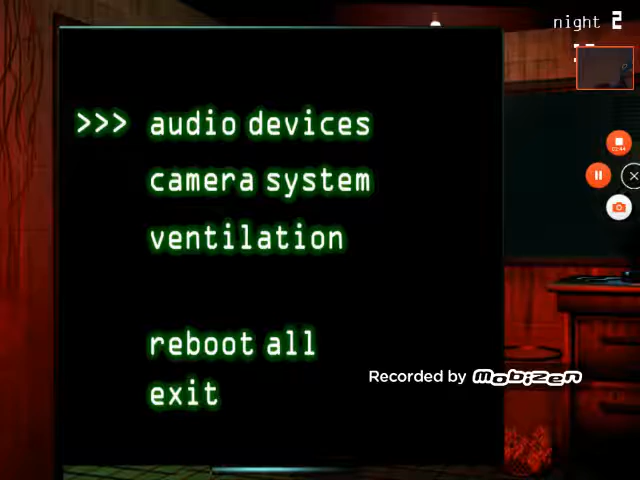 night 2
>>> audio devices
camera system
ventilation
reboot all
Recorded by Mobizen
exit